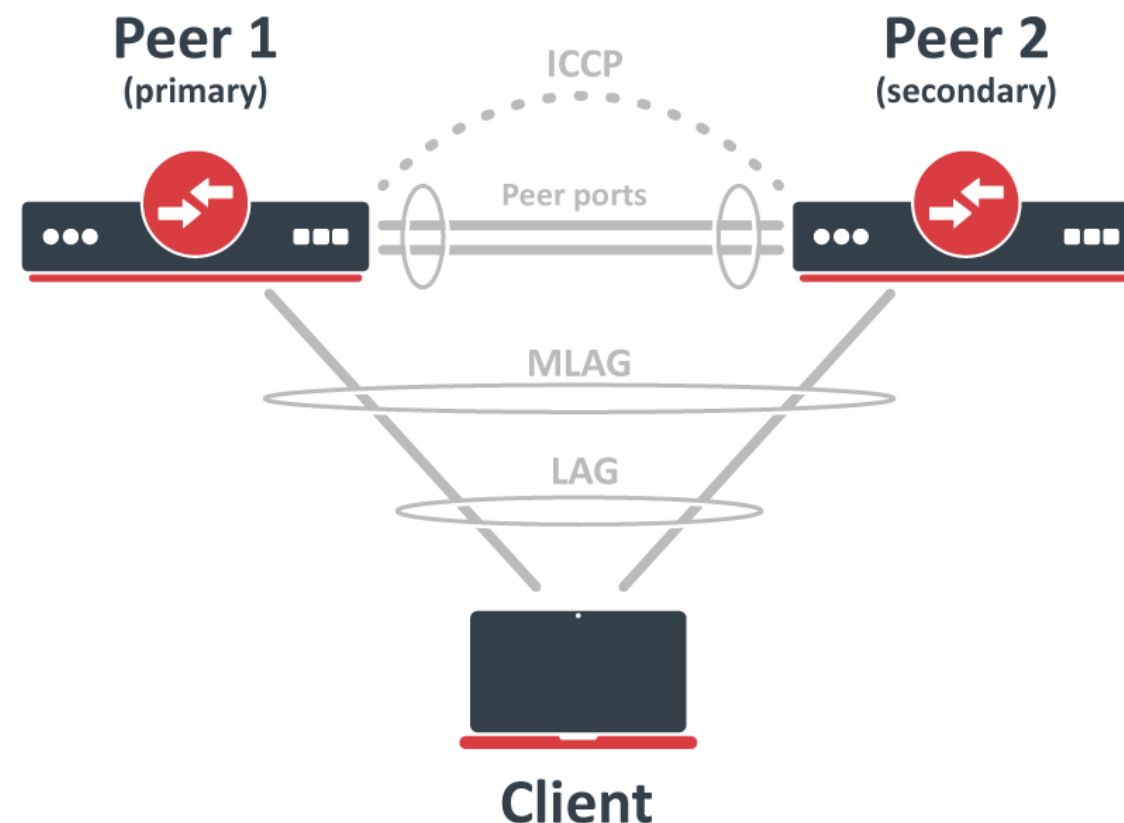 Peer 1
(primary)
ICCP
Peer 2
(secondary)
Peer ports
MLAG
LAG
Client